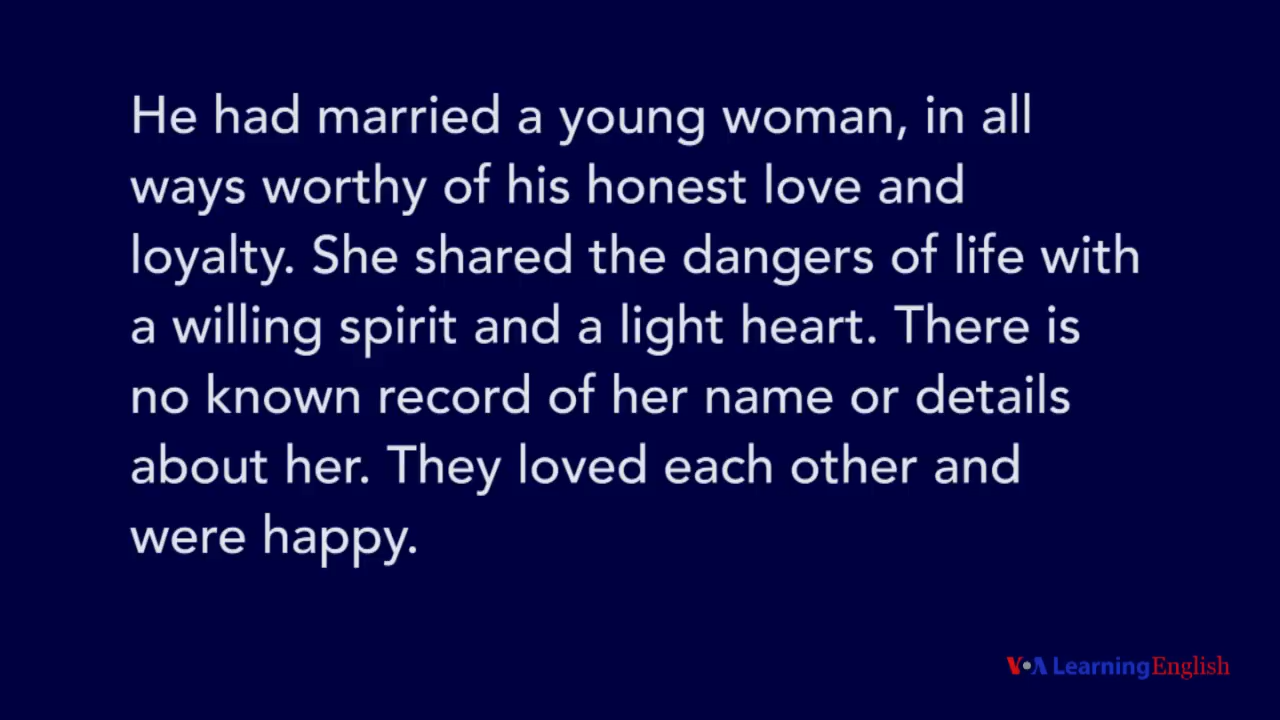 He had married a young woman, in all
ways worthy of his honest love and
loyalty. She shared the dangers of life with
a willing spirit and a light heart. There is
no known record of her name or details
about her. They loved each other and
were happy.
VOA Learning English